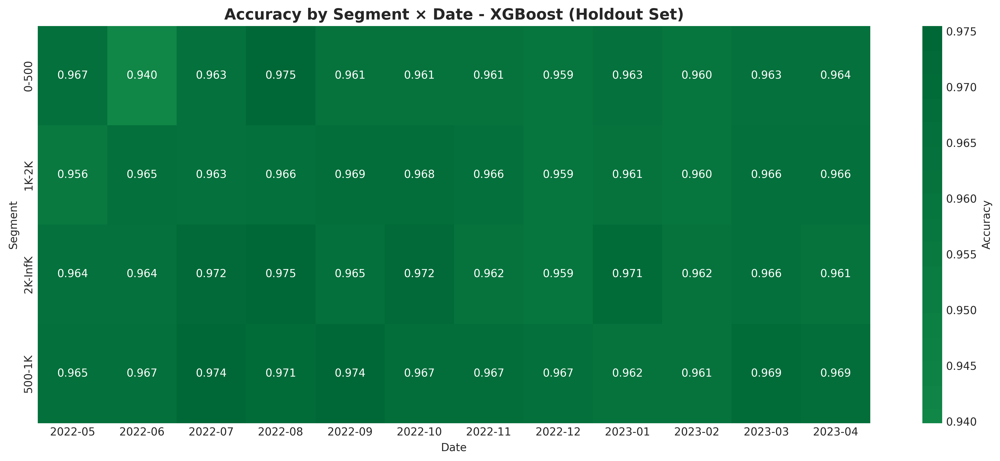 Accuracy by Segment × Date - XGBoost (Holdout Set)
Segment
0-500
0.967 0.940 0.963 0.975 0.961 0.961 0.961 0.959 0.963 0.960 0.963 0.964
1K-2K
0.956 0.965 0.963 0.966 0.969 0.968 0.966 0.959 0.961 0.960 0.966 0.966
2K-InfK
0.964 0.964 0.972 0.975 0.965 0.972 0.962 0.959 0.971 0.962 0.966 0.961
500-1K
0.965 0.967 0.974 0.971 0.974 0.967 0.967 0.967 0.962 0.961 0.969 0.969
2022-05 2022-06 2022-07 2022-08 2022-09 2022-10 2022-11 2022-12 2023-01 2023-02 2023-03 2023-04
Date
0.975
0.970
0.965
0.960
0.955
0.950
0.945
0.940
Accuracy